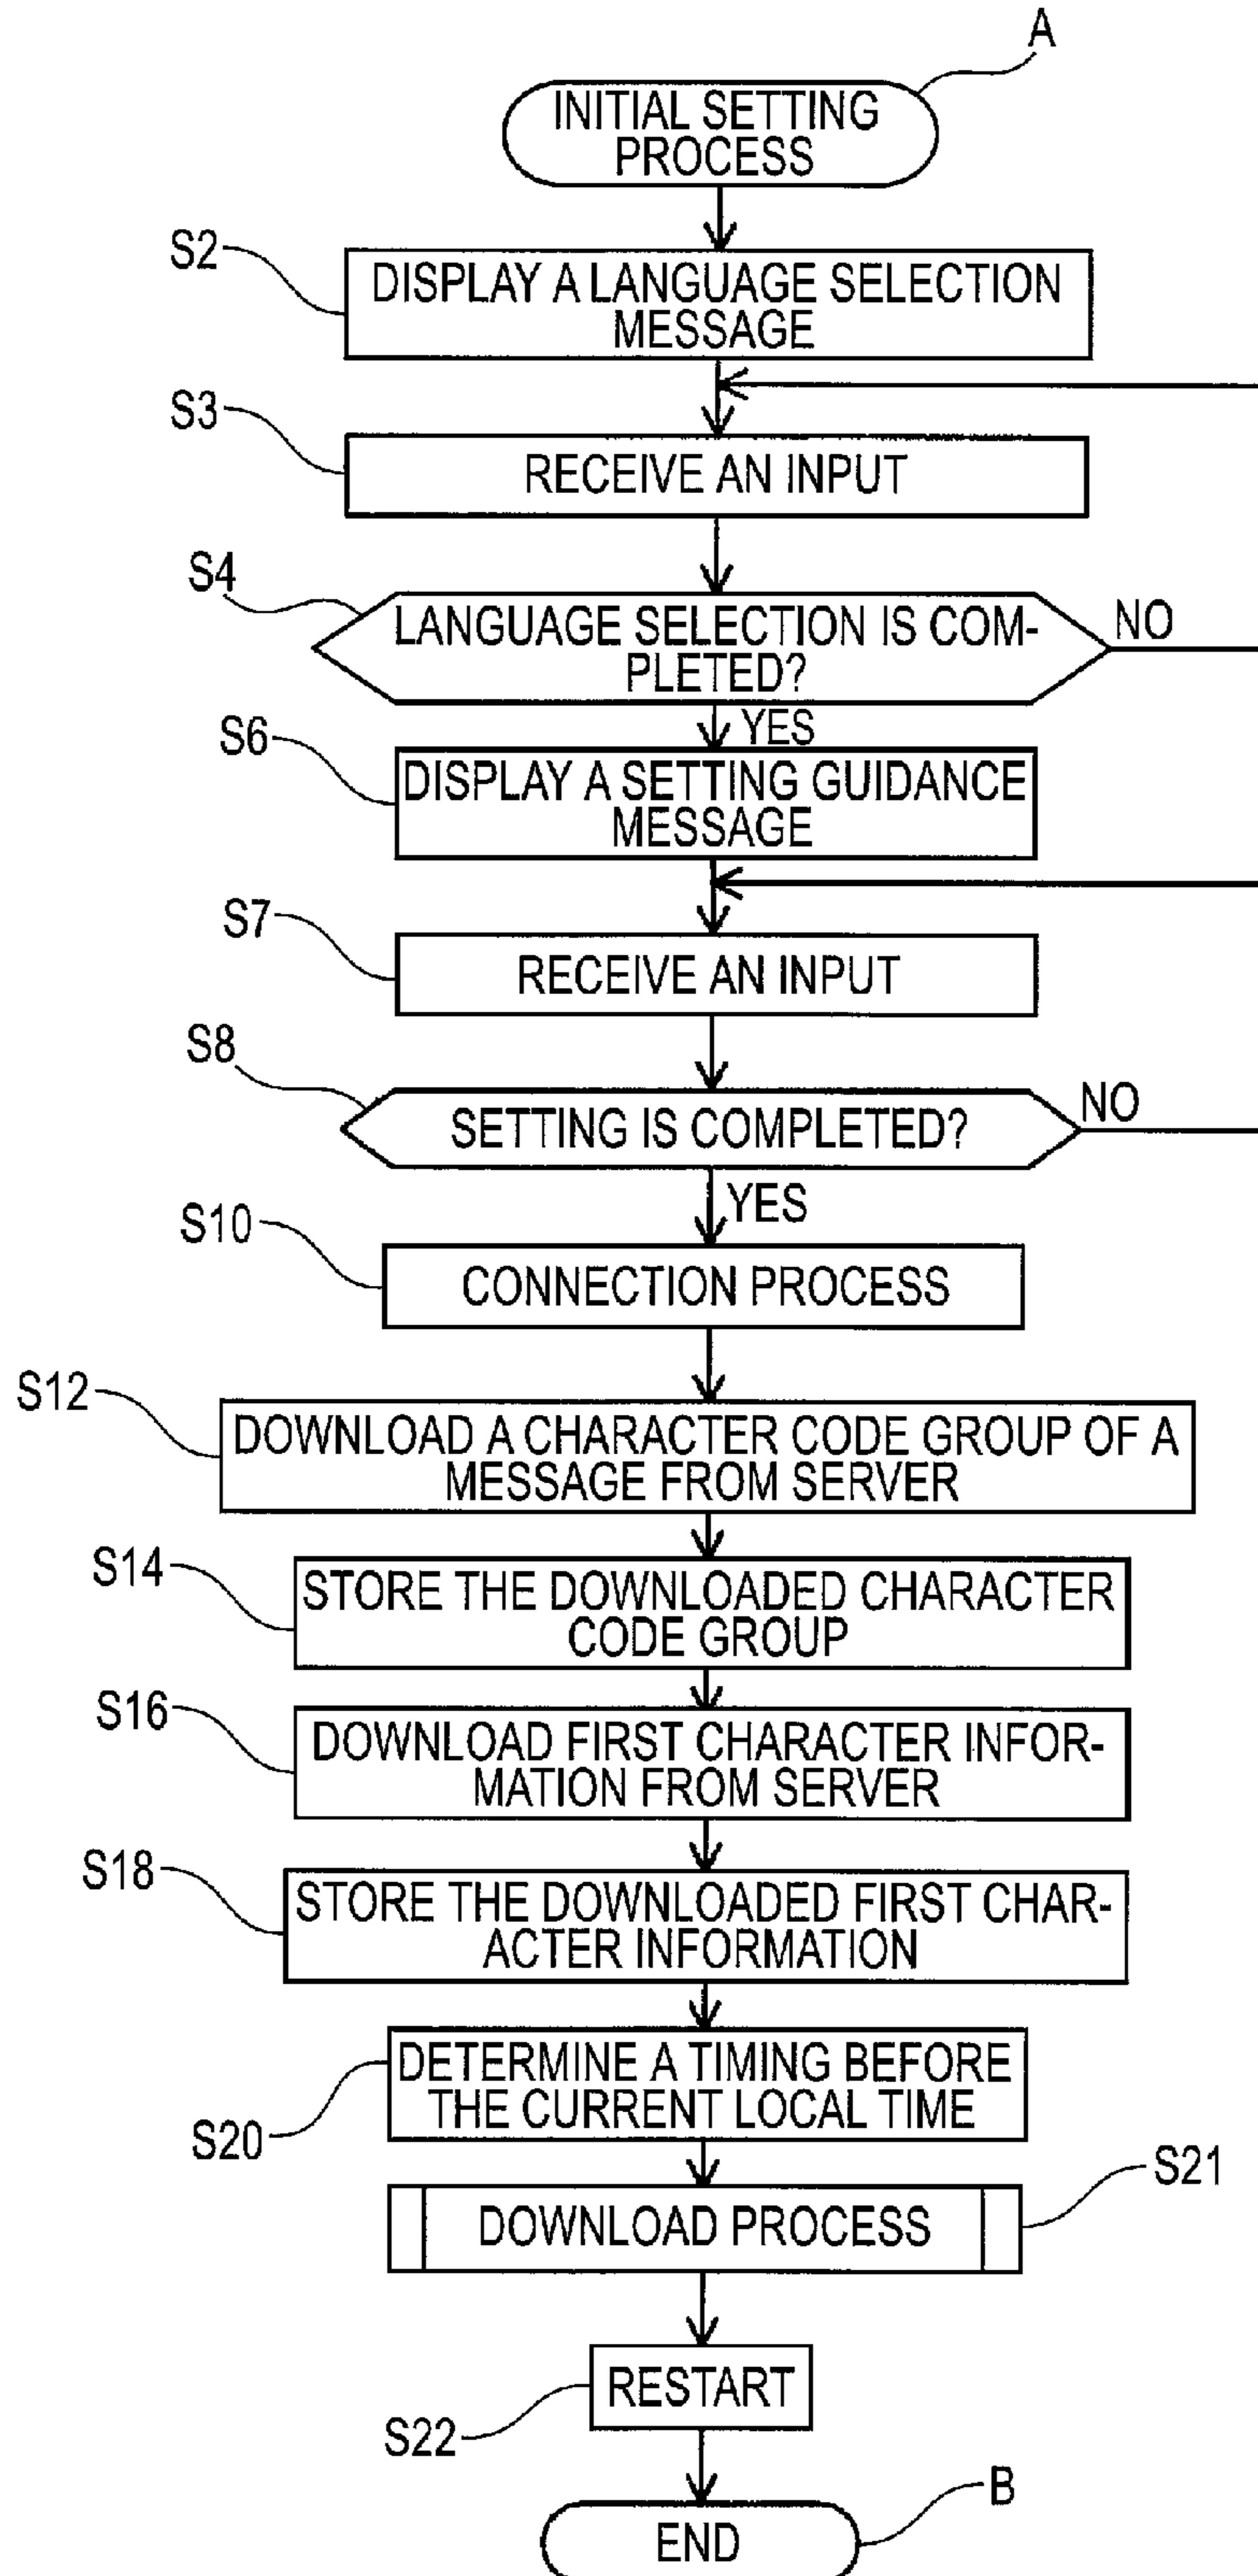 A
INITIAL SETTING
PROCESS
S2
DISPLAY A LANGUAGE SELECTION
MESSAGE
S3
RECEIVE AN INPUT
S4
LANGUAGE SELECTION IS COM-
PLETED?
NO
YES
S6
DISPLAY A SETTING GUIDANCE
MESSAGE
S7
RECEIVE AN INPUT
S8
SETTING IS COMPLETED?
NO
YES
S10
CONNECTION PROCESS
S12
DOWNLOAD A CHARACTER CODE GROUP OF A
MESSAGE FROM SERVER
S14
STORE THE DOWNLOADED CHARACTER
CODE GROUP
S16
DOWNLOAD FIRST CHARACTER INFOR-
MATION FROM SERVER
S18
STORE THE DOWNLOADED FIRST CHAR-
ACTER INFORMATION
DETERMINE A TIMING BEFORE
THE CURRENT LOCAL TIME
S20
S21
DOWNLOAD PROCESS
RESTART
S22
B
END